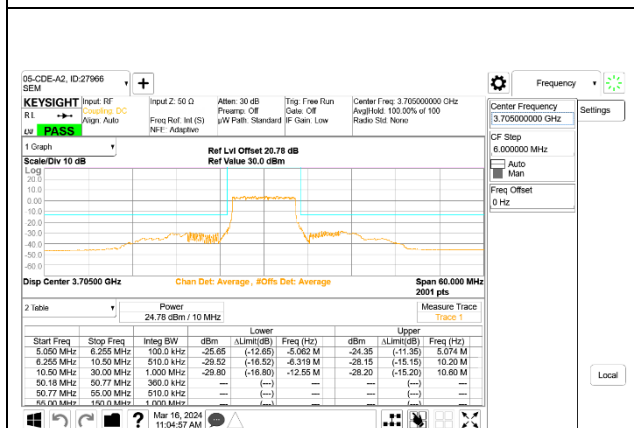 05-CDE-A2, ID:27966
SEM
Frequency
KEYSIGHT Input: RF Input Z: 50 Ω Atten: 30 dB Trig: Free Run Center Freq: 3.705000000 GHz
R L Coupling: DC Preamp: Off Gate: Off Avg|Hold: 100.00% of 100
Align: Auto Freq Ref: Int (S) µW Path: Standard IF Gain: Low Radio Std: None
PASS NFE: Adaptive
Center Frequency
3.705000000 GHz
Settings
CF Step
6.000000 MHz
Auto
Man
Freq Offset
0 Hz
1 Graph
Ref Lvl Offset 20.78 dB
Scale/Div 10 dB Ref Value 30.0 dBm
Log
20.0
10.0
0.00
-10.0
-20.0
-30.0
-40.0
-50.0
-60.0
Disp Center 3.70500 GHz Chan Det: Average , #Offs Det: Average Span 60.000 MHz
2001 pts
2 Table Power Measure Trace
24.78 dBm / 10 MHz Trace 1
Lower Upper
Start Freq Stop Freq Integ BW dBm ΔLimit(dB) Freq (Hz) dBm ΔLimit(dB) Freq (Hz)
5.050 MHz 6.255 MHz 100.0 kHz -25.65 (-12.65) -5.062 M -24.35 (-11.35) 5.074 M
6.255 MHz 10.50 MHz 510.0 kHz -29.52 (-16.52) -6.319 M -28.15 (-15.15) 10.20 M
10.50 MHz 30.00 MHz 1.000 MHz -29.80 (-16.80) -12.55 M -28.20 (-15.20) 10.60 M
50.18 MHz 50.77 MHz 360.0 kHz --- (---) --- (---)
50.77 MHz 55.00 MHz 510.0 kHz --- (---) --- (---)
55.00 MHz 150.0 MHz 1.000 MHz --- (---) --- (---)
Local
? Mar 16, 2024
11:04:57 AM